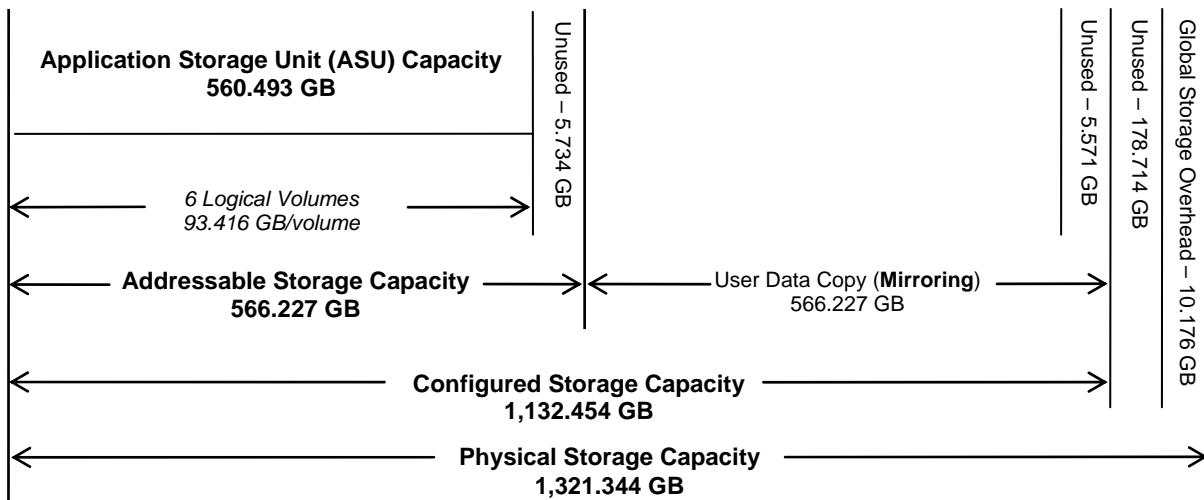 Application Storage Unit (ASU) Capacity
560.493 GB
Unused – 5.734 GB
Unused – 5.571 GB
Unused – 178.714 GB
Global Storage Overhead – 10.176 GB
6 Logical Volumes
93.416 GB/volume
Addressable Storage Capacity
566.227 GB
User Data Copy (Mirroring)
566.227 GB
Configured Storage Capacity
1,132.454 GB
Physical Storage Capacity
1,321.344 GB